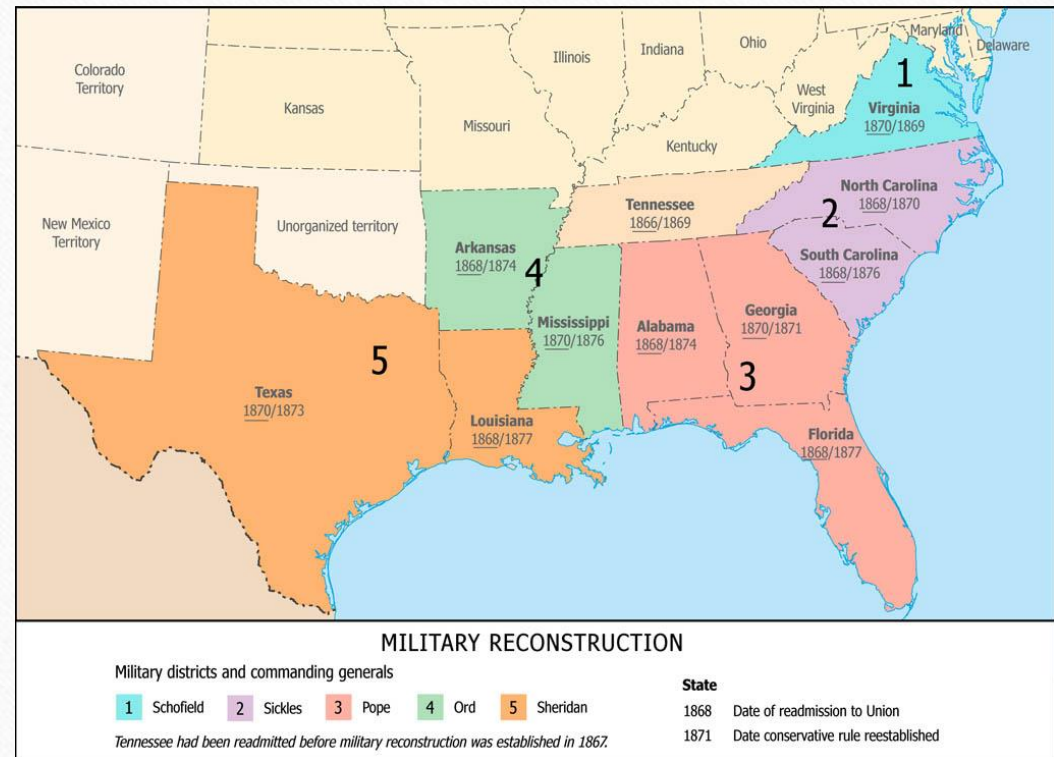 Colorado
Territory
Kansas
Missouri
Illinois
Indiana
Ohio
West
Virginia
Maryland
Delaware
Kentucky
1
Virginia
1870/1869
New Mexico
Territory
Unorganized territory
Tennessee
1866/1869
North Carolina
1868/1870
2
South Carolina
1868/1876
Arkansas
1868/1874
4
Mississippi
1870/1876
Alabama
1868/1874
Georgia
1870/1871
3
5
Texas
1870/1873
Louisiana
1868/1877
Florida
1868/1877
MILITARY RECONSTRUCTION
Military districts and commanding generals
1 Schofield 2 Sickles 3 Pope 4 Ord 5 Sheridan
Tennessee had been readmitted before military reconstruction was established in 1867.
State
1868 Date of readmission to Union
1871 Date conservative rule reestablished